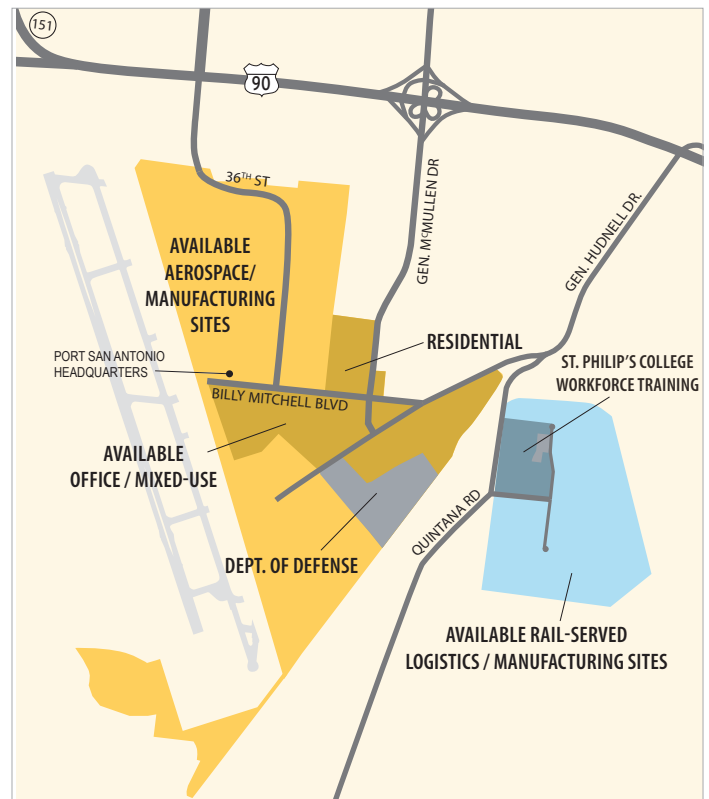 151
90
36TH ST
GEN. MCMULLEN DR
GEN. HUDNELL DR.
AVAILABLE
AEROSPACE/
MANUFACTURING
SITES
RESIDENTIAL
PORT SAN ANTONIO
HEADQUARTERS
ST. PHILIP'S COLLEGE
WORKFORCE TRAINING
BILLY MITCHELL BLVD
AVAILABLE
OFFICE / MIXED-USE
QUINTANA RD
DEPT. OF DEFENSE
AVAILABLE RAIL-SERVED
LOGISTICS / MANUFACTURING SITES